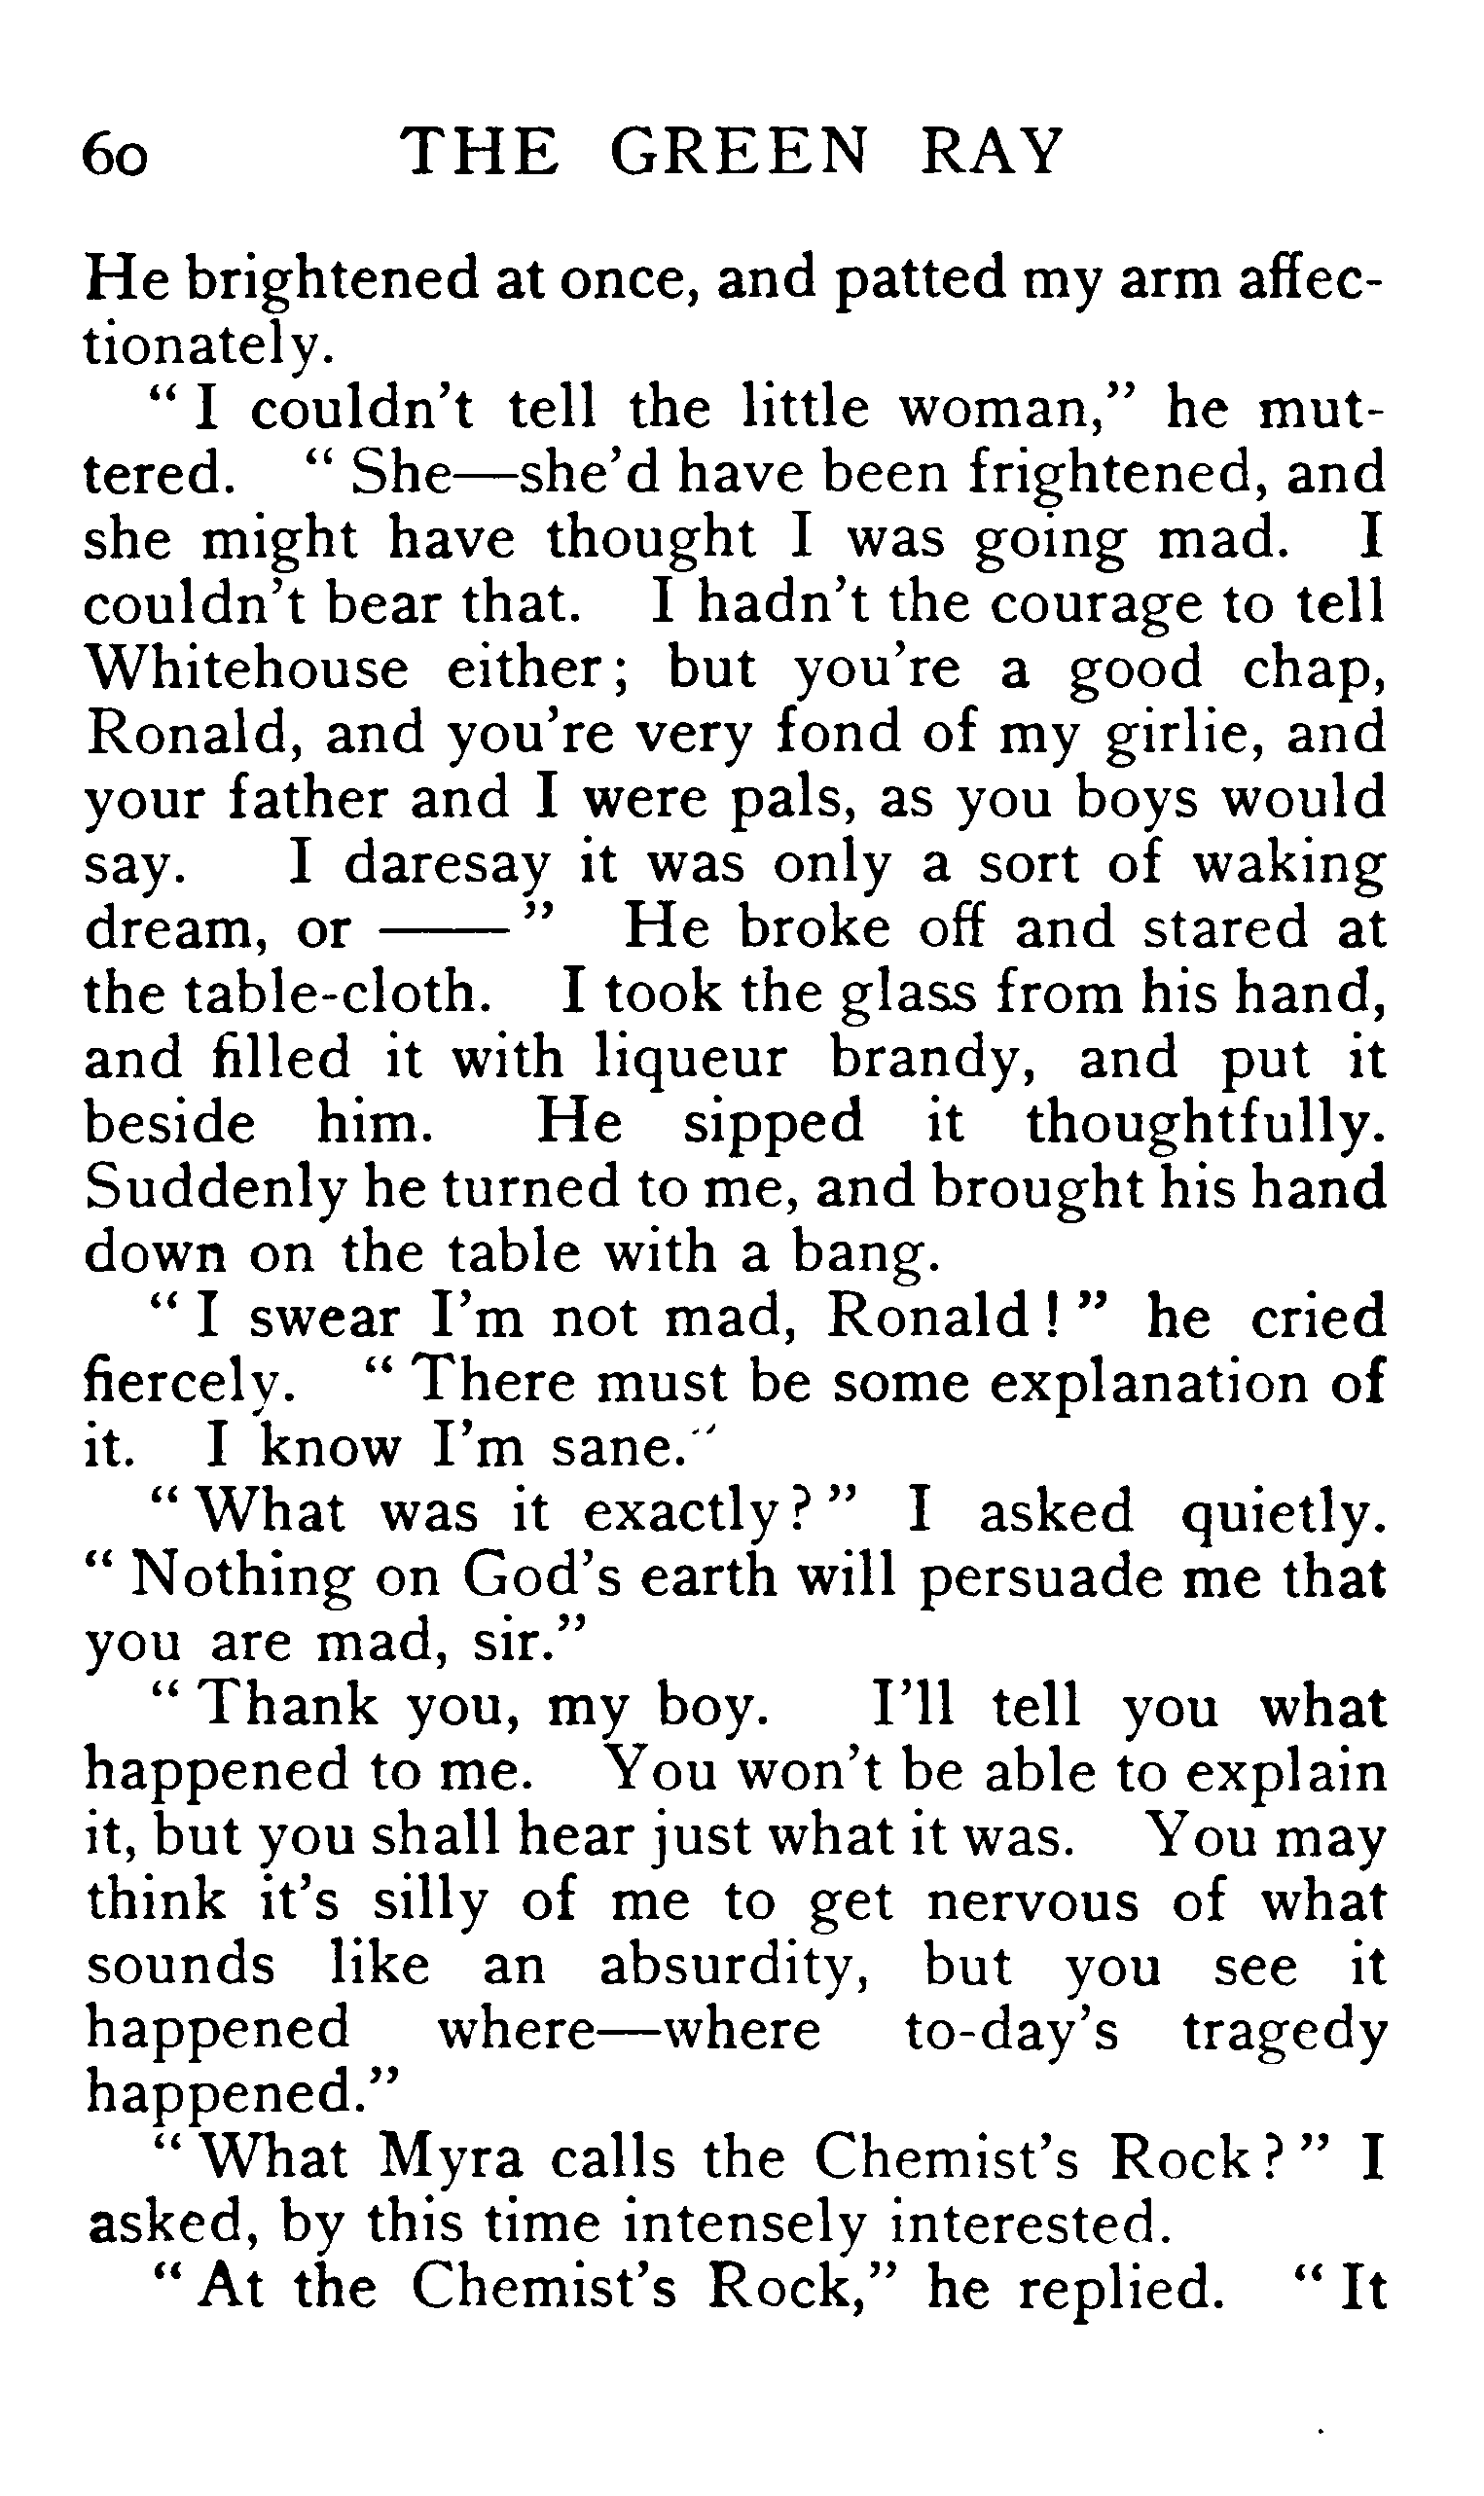 60 THE GREEN RAY
He brightened at once, and patted my arm affec-
tionately.
"I couldn't tell the little woman," he mut-
tered. "She—she'd have been frightened, and
she might have thought I was going mad. I
couldn't bear that. I hadn't the courage to tell
Whitehouse either; but you're a good chap,
Ronald, and you're very fond of my girlie, and
your father and I were pals, as you boys would
say. I daresay it was only a sort of waking
dream, or ——" He broke off and stared at
the table-cloth. I took the glass from his hand,
and filled it with liqueur brandy, and put it
beside him. He sipped it thoughtfully.
Suddenly he turned to me, and brought his hand
down on the table with a bang.
"I swear I'm not mad, Ronald!" he cried
fiercely. "There must be some explanation of
it. I know I'm sane."
"What was it exactly?" I asked quietly.
"Nothing on God's earth will persuade me that
you are mad, sir."
"Thank you, my boy. I'll tell you what
happened to me. You won't be able to explain
it, but you shall hear just what it was. You may
think it's silly of me to get nervous of what
sounds like an absurdity, but you see it
happened where—where to-day's tragedy
happened."
"What Myra calls the Chemist's Rock?" I
asked, by this time intensely interested.
"At the Chemist's Rock," he replied. "It